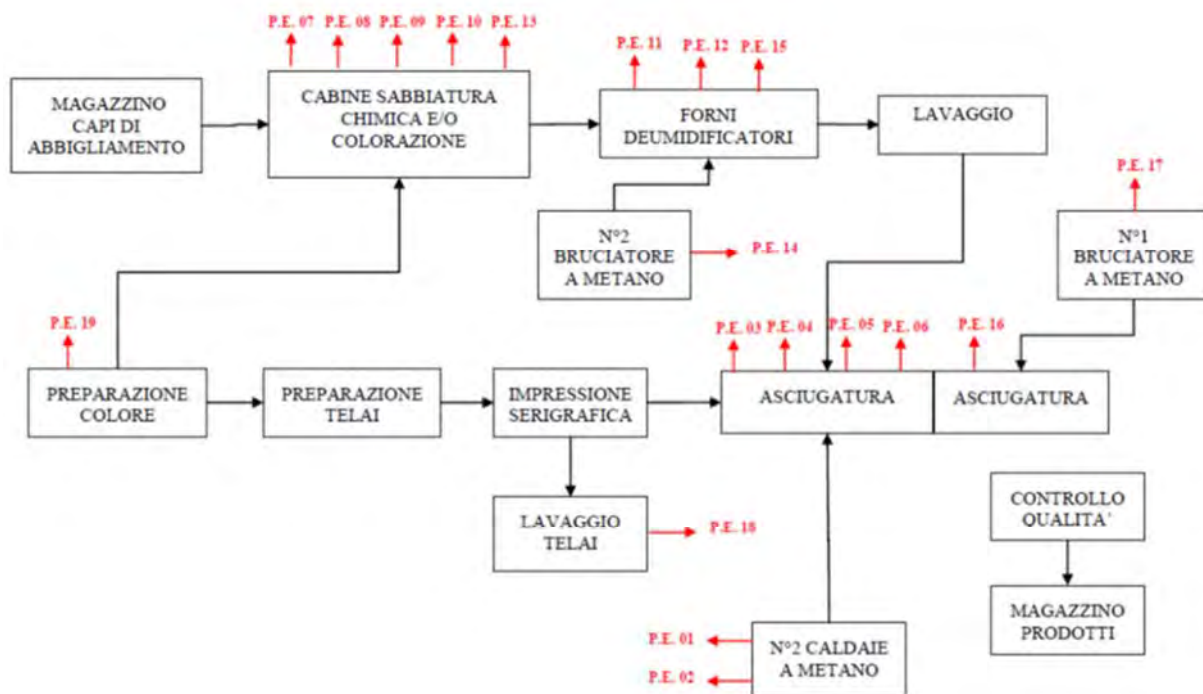 P.E. 07
P.E. 08
P.E. 09
P.E. 10
P.E. 13
P.E. 11
P.E. 12
P.E. 15
MAGAZZINO
CAPI DI
ABBIGLIAMENTO
CABINE SABBIATURA
CHIMICA E/O
COLORAZIONE
FORNI
DEUMIDIFICATORI
LAVAGGIO
P.E. 17
N°2
BRUCIATORE
A METANO
P.E. 14
N°1
BRUCIATORE
A METANO
P.E. 19
P.E. 03
P.E. 04
P.E. 05
P.E. 06
P.E. 16
PREPARAZIONE
COLORE
PREPARAZIONE
TELAI
IMPRESSIONE
SERIGRAFICA
ASCIUGATURA
ASCIUGATURA
LAVAGGIO
TELAI
P.E. 18
CONTROLLO
QUALITA'
MAGAZZINO
PRODOTTI
P.E. 01
P.E. 02
N°2 CALDAIE
A METANO